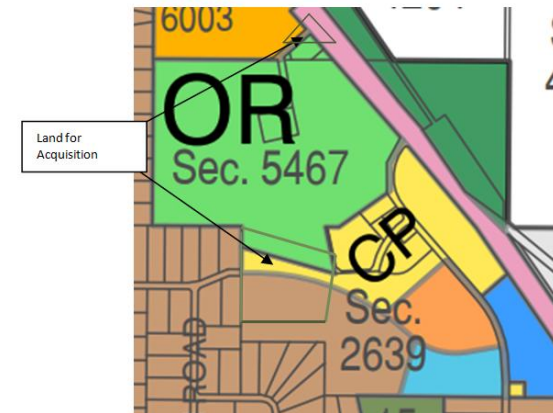 6003
OR
Sec. 5467
Land for
Acquisition
CP
Sec.
2639
ROAD